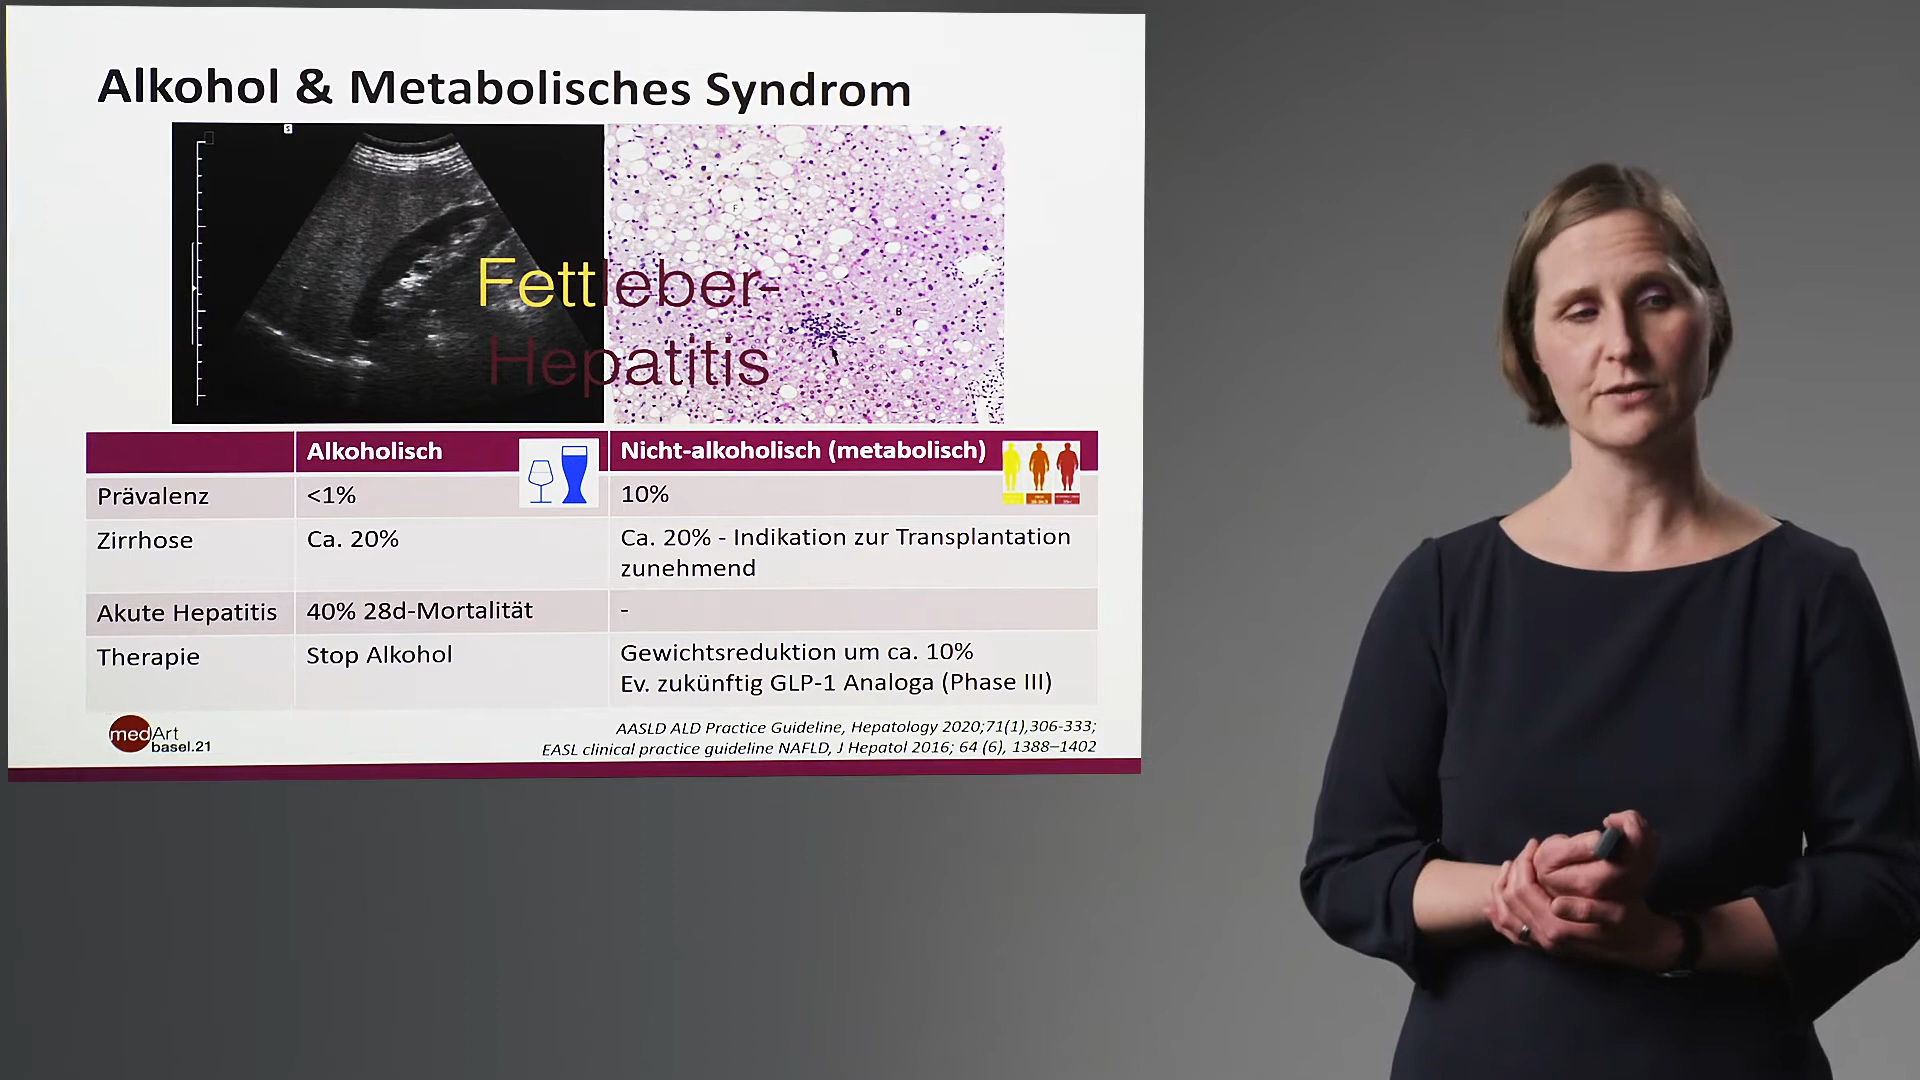 Alkohol & Metabolisches Syndrom
S
F
B
Fettleber-
Hepatitis
Alkoholisch
Nicht-alkoholisch (metabolisch)
Prävalenz
<1%
10%
Zirrhose
Ca. 20%
Ca. 20% - Indikation zur Transplantation
zunehmend
Akute Hepatitis
40% 28d-Mortalität
-
Therapie
Stop Alkohol
Gewichtsreduktion um ca. 10%
Ev. zukünftig GLP-1 Analoga (Phase III)
medArt
basel.21
AASLD ALD Practice Guideline, Hepatology 2020;71(1),306-333;
EASL clinical practice guideline NAFLD, J Hepatol 2016; 64 (6), 1388–1402